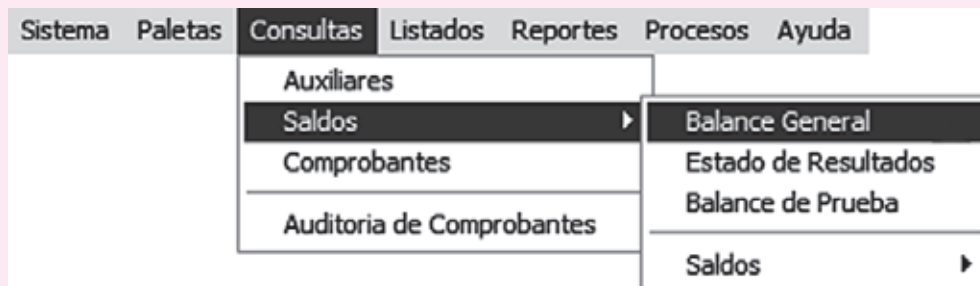 Sistema Paletas Consultas Listados Reportes Procesos Ayuda
Auxiliares
Saldos
Comprobantes
Auditoria de Comprobantes
Balance General
Estado de Resultados
Balance de Prueba
Saldos